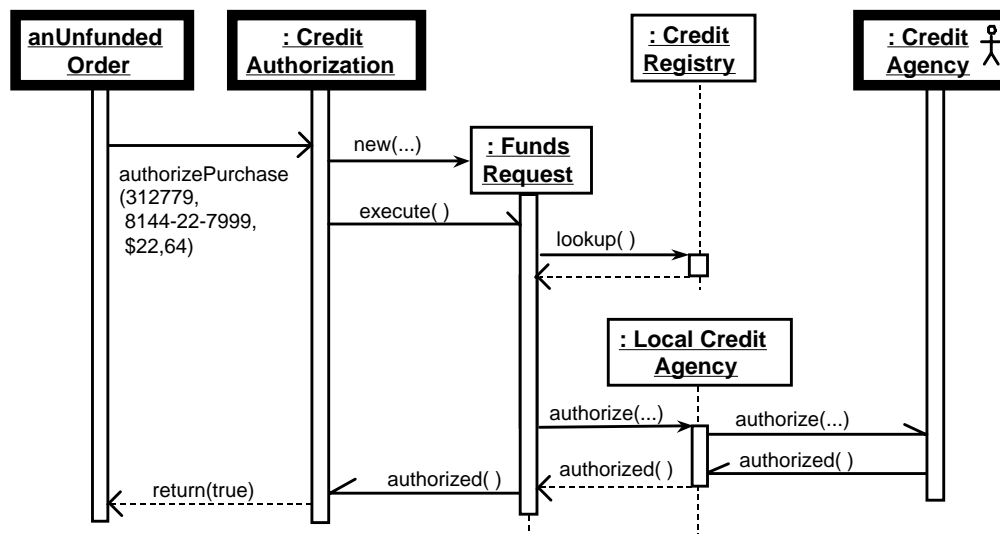 anUnfunded
Order
: Credit
Authorization
: Credit
Registry
: Credit
Agency
new(...)
: Funds
Request
authorizePurchase
(312779,
8144-22-7999,
$22,64)
execute( )
lookup( )
: Local Credit
Agency
authorize(...)
authorize(...)
authorized( )
authorized( )
authorized( )
return(true)